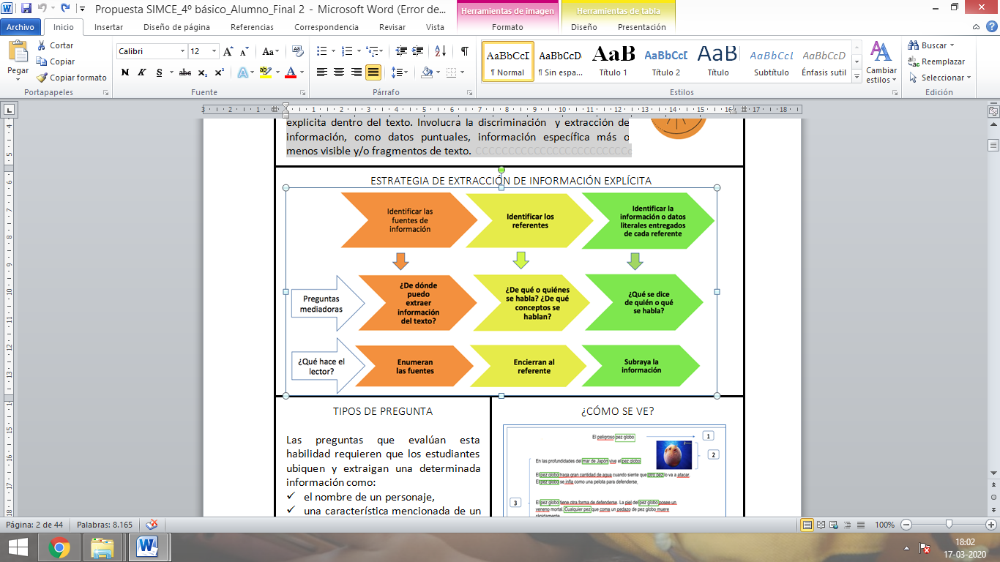 Propuesta SIMCE_4º básico_Alumno_Final 2 - Microsoft Word (Error de...
Herramientas de imagen
Herramientas de tabla
Archivo Inicio Insertar Diseño de página Referencias Correspondencia Revisar Vista Formato Diseño Presentación
Pegar
Cortar
Copiar
Copiar formato
Portapapeles
Calibri 12
Fuente
Párrafo
AaBbCcI AaBbCcD AaB AaBbCcI AaB AaBbCcL AaBbCcD
¶ Normal ¶ Sin espa... Título 1 Título 2 Título Subtítulo Énfasis sutil
Cambiar
estilos
Estilos
Buscar
Reemplazar
Seleccionar
Edición
explícita dentro del texto. Involucra la discriminación y extracción de
información, como datos puntuales, información específica más o
menos visible y/o fragmentos de texto.
ESTRATEGIA DE EXTRACCIÓN DE INFORMACIÓN EXPLÍCITA
Identificar las
fuentes de
información
Identificar los
referentes
Identificar la
información o datos
literales entregados
de cada referente
Preguntas
mediadoras
¿De dónde
puedo
extraer
información
del texto?
¿De qué o quiénes
se habla? ¿De qué
conceptos se
hablan?
¿Qué se dice
de quién o qué
se habla?
¿Qué hace el
lector?
Enumeran
las fuentes
Encierran al
referente
Subraya la
información
TIPOS DE PREGUNTA
Las preguntas que evalúan esta
habilidad requieren que los estudiantes
ubiquen y extraigan una determinada
información como:
✓ el nombre de un personaje,
✓ una característica mencionada de un
¿CÓMO SE VE?
El peligroso pez globo
1
2
En las profundidades del mar de Japón vive el pez globo
El pez globo traga gran cantidad de agua cuando siente que otro pez lo va a atacar.
El pez globo se infla como una pelota para defenderse,
3
El pez globo tiene otra forma de defenderse. La piel del pez globo posee un
veneno mortal. Cualquier pez que coma un pedazo de pez globo muere
rápidamente
Página: 2 de 44 Palabras: 8.165 100%
18:02
17-03-2020